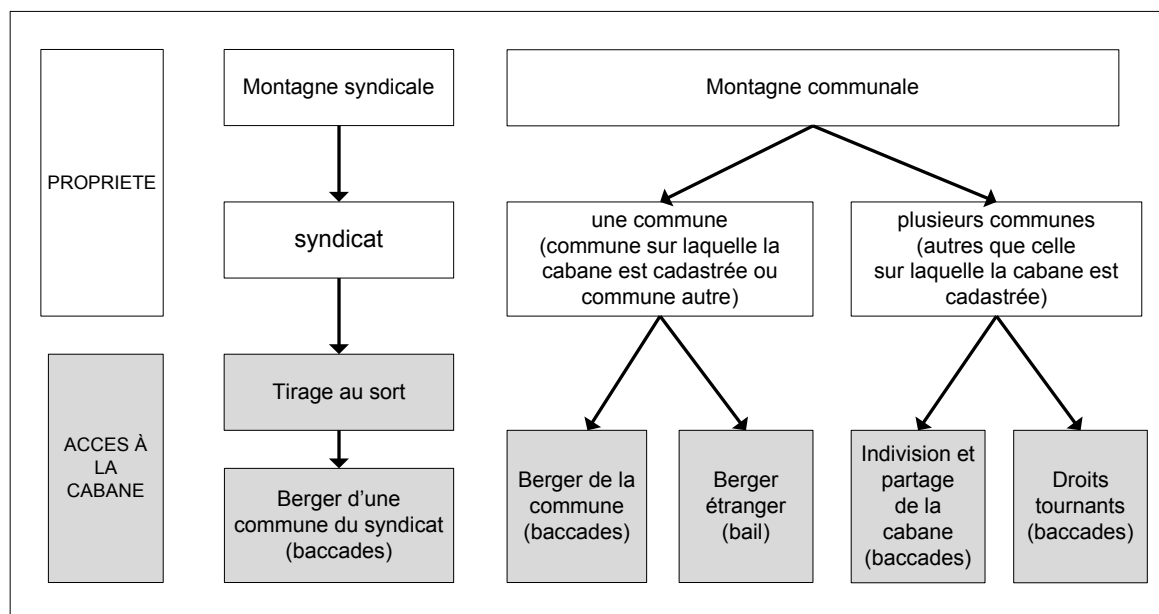 Montagne syndicale
Montagne communale
PROPRIETE
syndicat
une commune
(commune sur laquelle la
cabane est cadastrée ou
commune autre)
plusieurs communes
(autres que celle
sur laquelle la cabane est
cadastrée)
ACCES À
LA
CABANE
Tirage au sort
Berger d'une
commune du syndicat
(baccades)
Berger de la
commune
(baccades)
Berger
étranger
(bail)
Indivision et
partage
de la
cabane
(baccades)
Droits
tournants
(baccades)